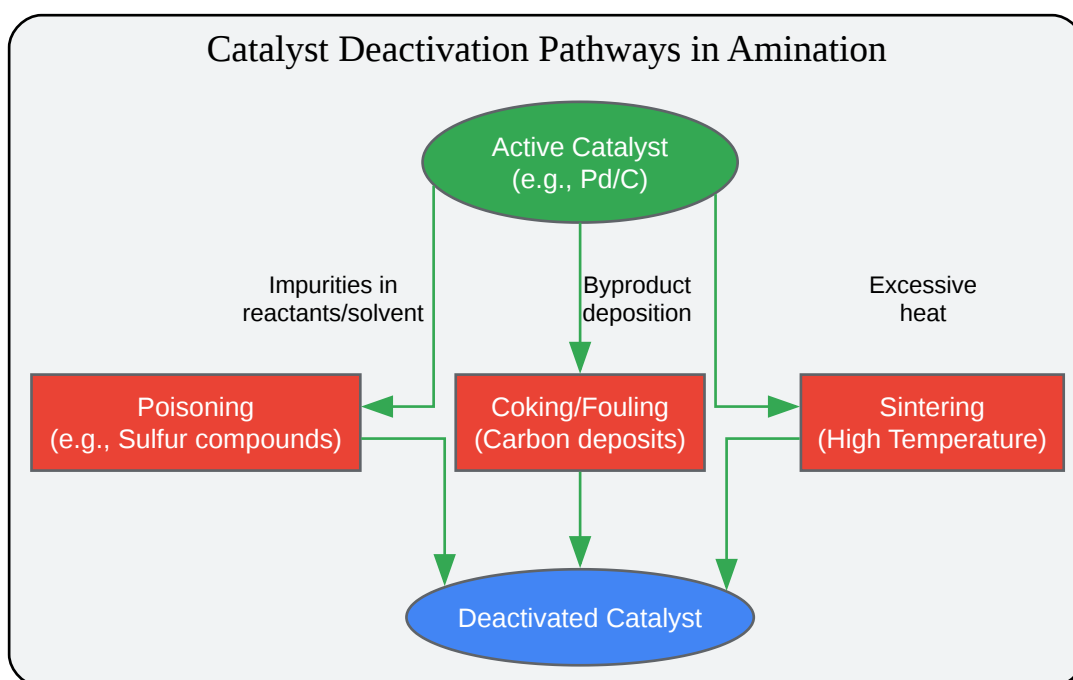 Catalyst Deactivation Pathways in Amination
Active Catalyst
(e.g., Pd/C)
Impurities in
reactants/solvent
Byproduct
deposition
Excessive
heat
Poisoning
(e.g., Sulfur compounds)
Coking/Fouling
(Carbon deposits)
Sintering
(High Temperature)
Deactivated Catalyst